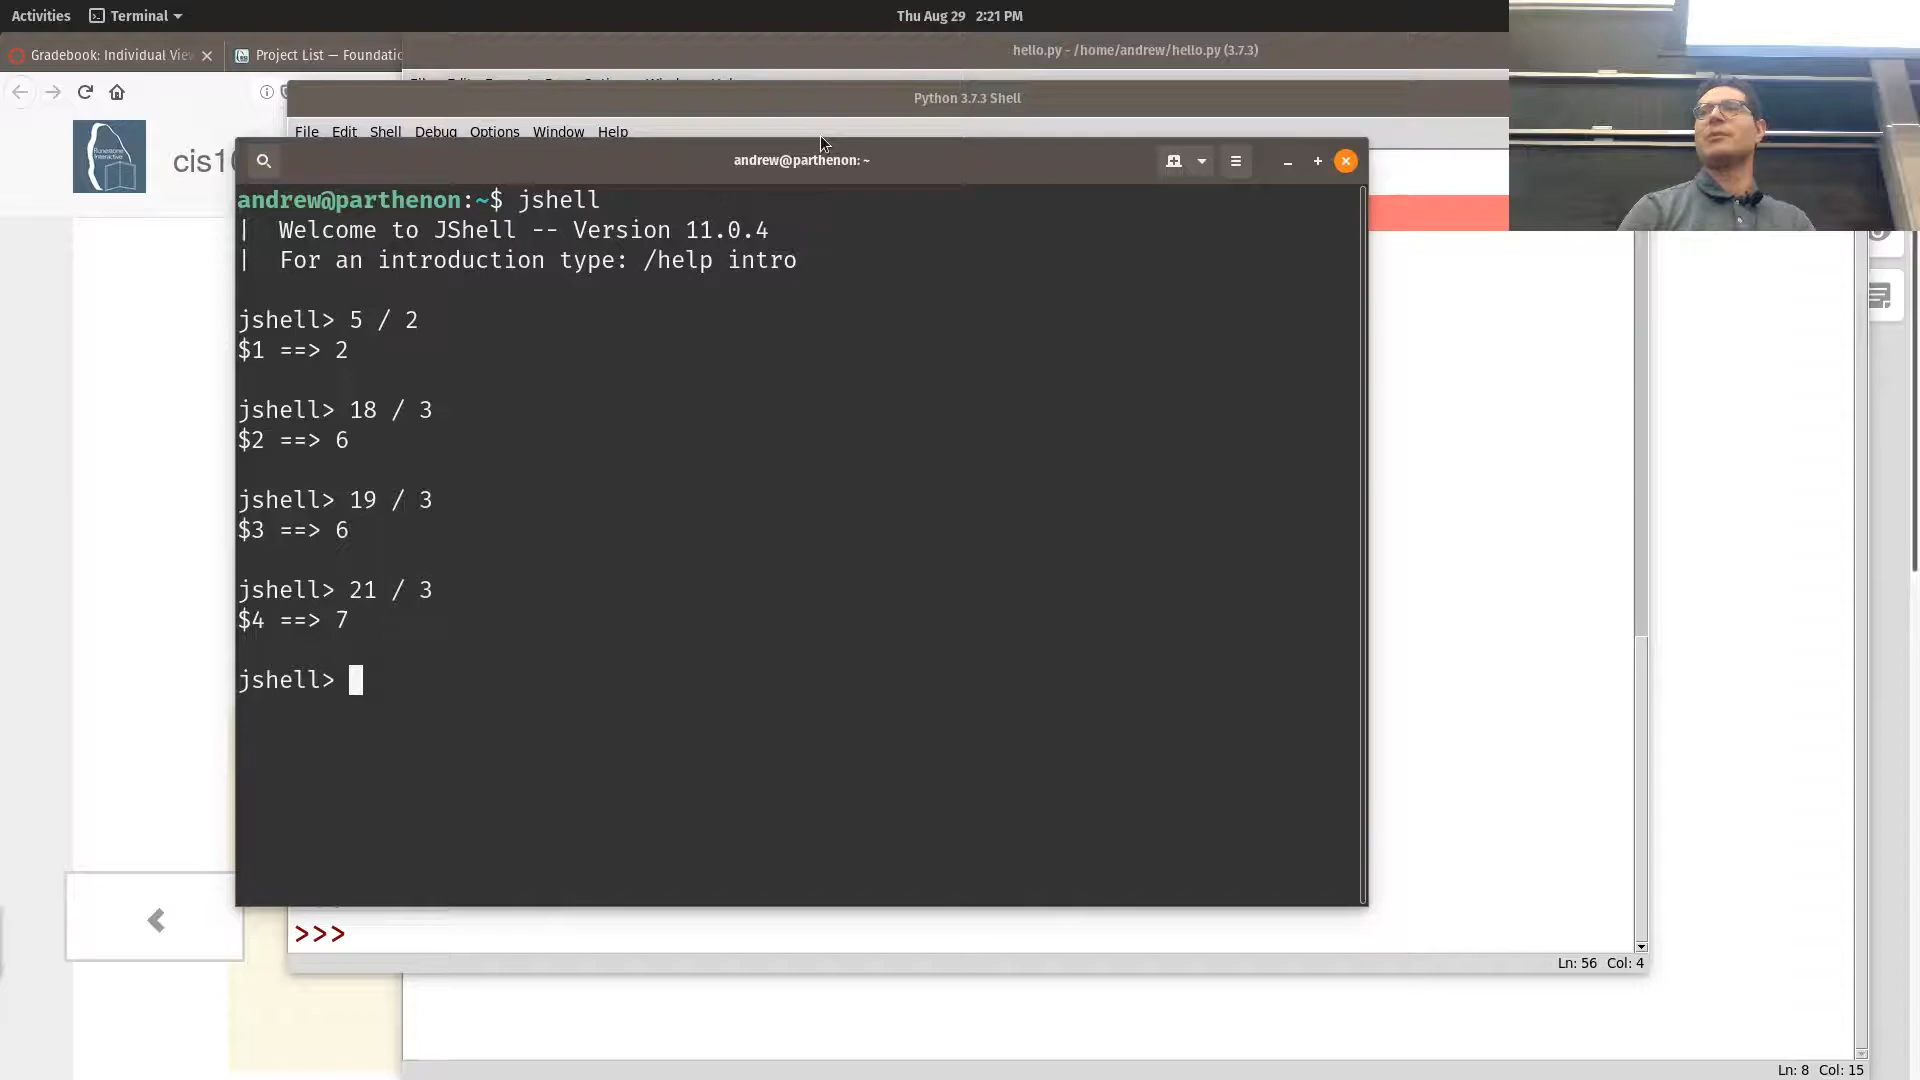 Activities Terminal Thu Aug 29 2:21 PM
Gradebook: Individual Vie Project List — Foundatio hello.py - /home/andrew/hello.py (3.7.3)
Python 3.7.3 Shell
File Edit Shell Debug Options Window Help
Runestone
Interactive
cis10
andrew@parthenon: ~
andrew@parthenon:~$ jshell
| Welcome to JShell -- Version 11.0.4
| For an introduction type: /help intro
jshell> 5 / 2
$1 ==> 2
jshell> 18 / 3
$2 ==> 6
jshell> 19 / 3
$3 ==> 6
jshell> 21 / 3
$4 ==> 7
jshell>
>>>
Ln: 56 Col: 4
Ln: 8 Col: 15